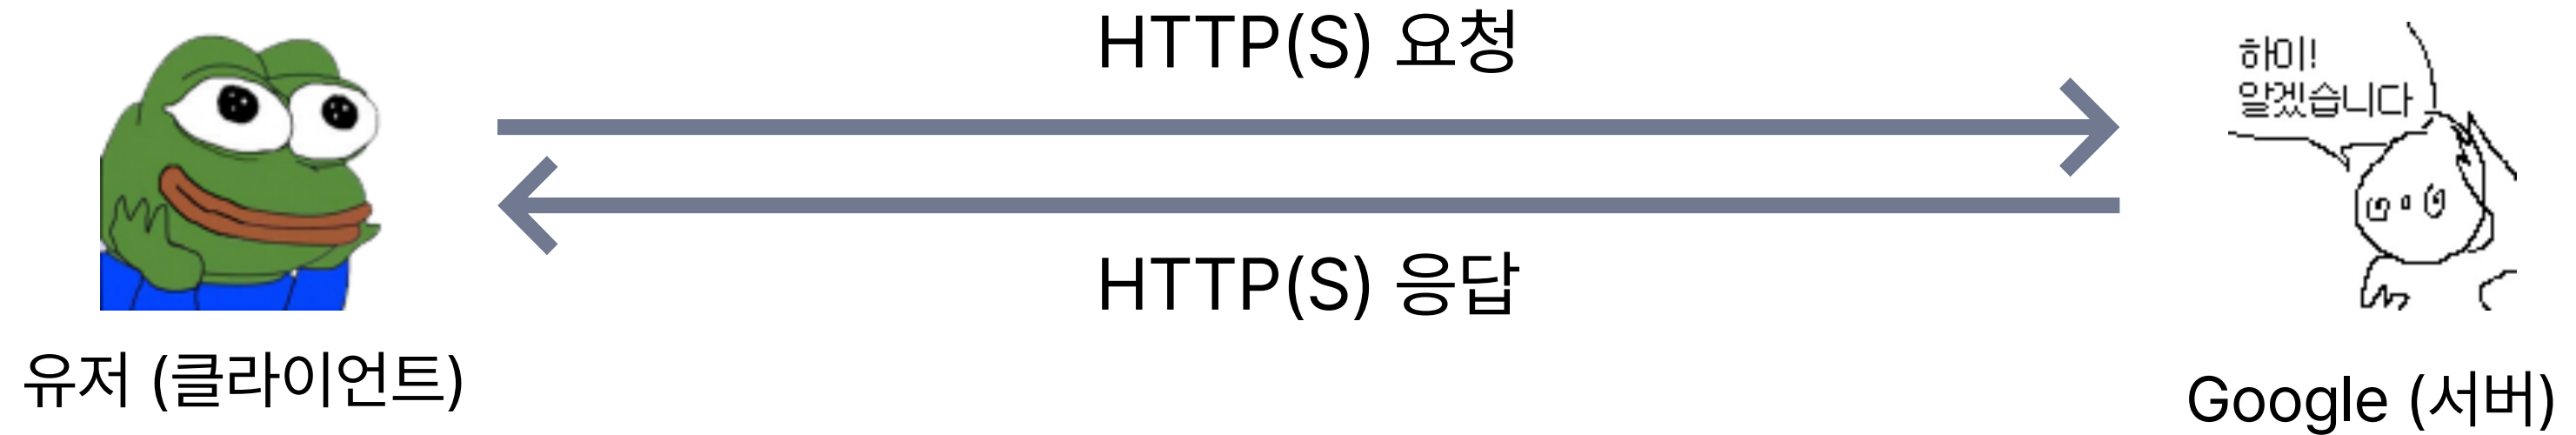 HTTP(S) 요청
하이!
알겠습니다
HTTP(S) 응답
유저 (클라이언트)
Google (서버)